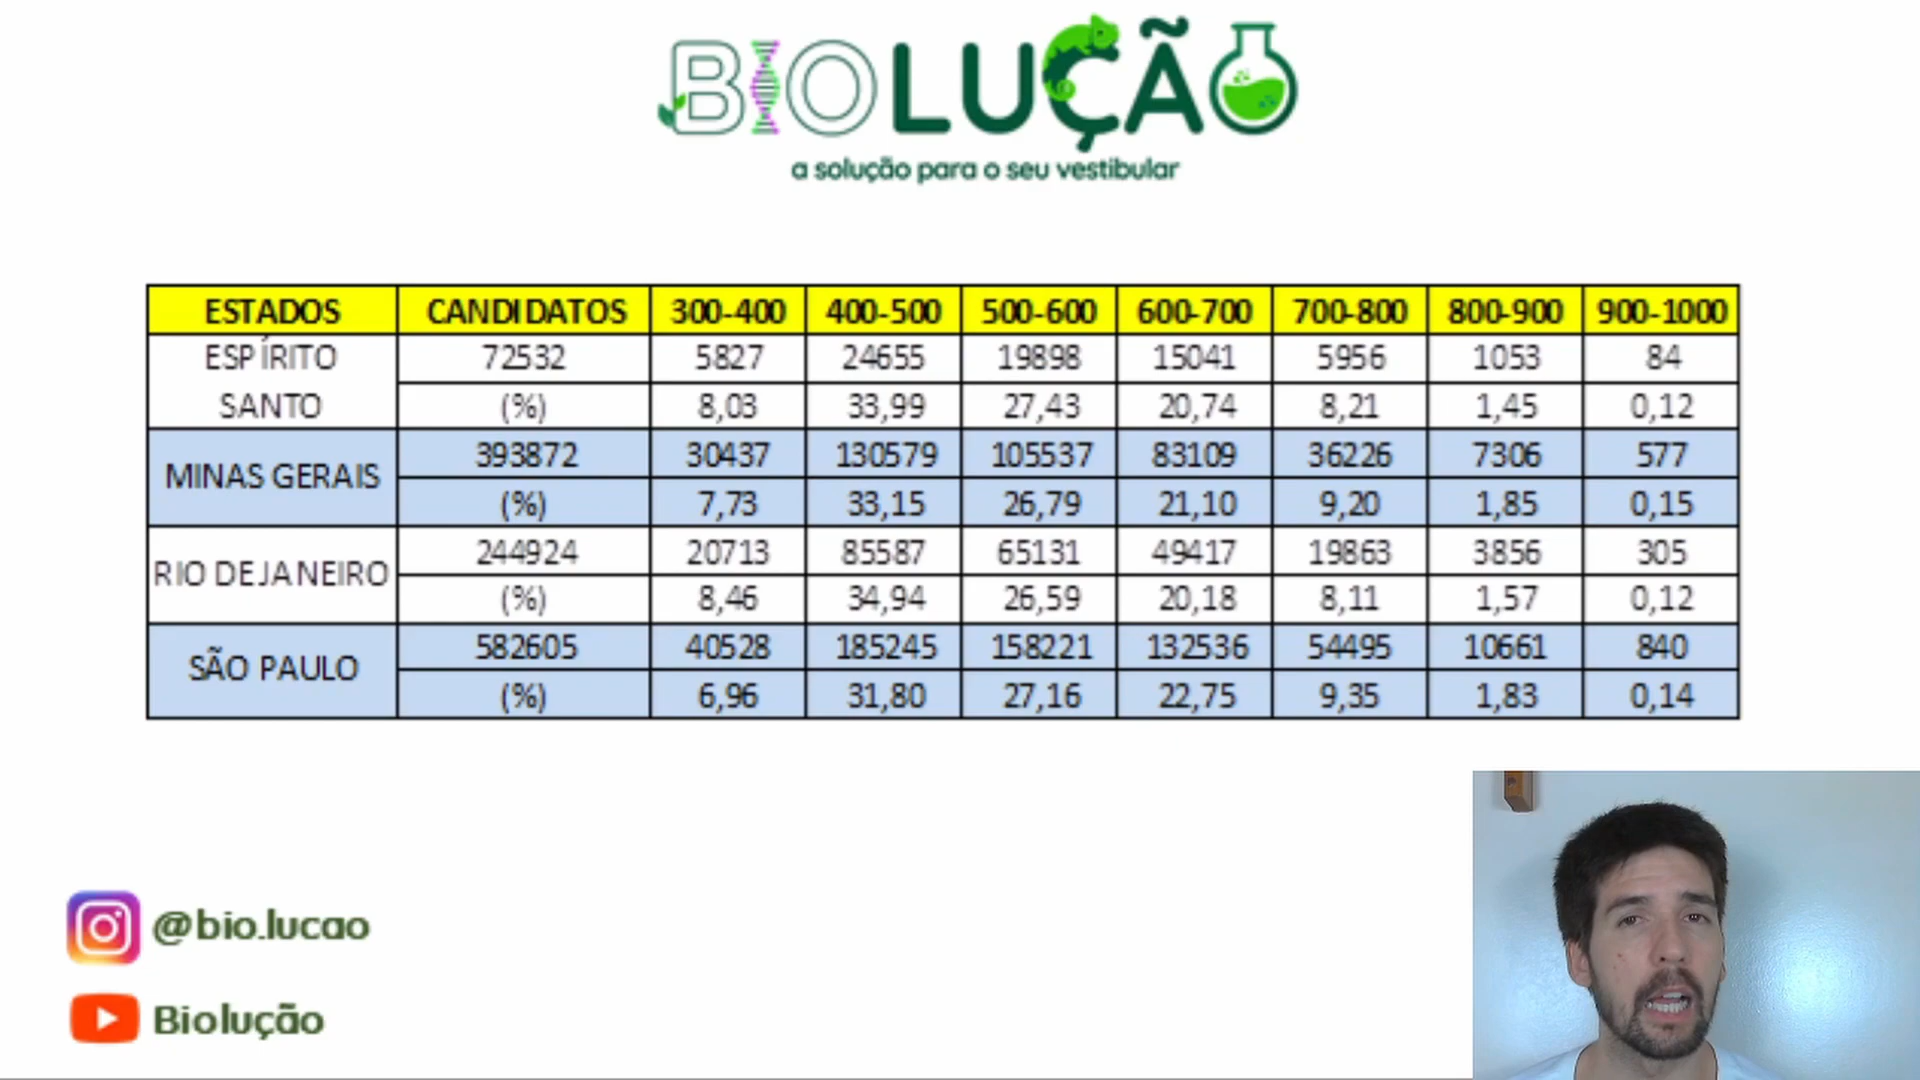 BIOLUÇÃO
a solução para o seu vestibular
ESTADOS CANDIDATOS 300-400 400-500 500-600 600-700 700-800 800-900 900-1000
ESPÍRITO 72532 5827 24655 19898 15041 5956 1053 84
SANTO (%) 8,03 33,99 27,43 20,74 8,21 1,45 0,12
MINAS GERAIS 393872 30437 130579 105537 83109 36226 7306 577
(%) 7,73 33,15 26,79 21,10 9,20 1,85 0,15
RIO DE JANEIRO 244924 20713 85587 65131 49417 19863 3856 305
(%) 8,46 34,94 26,59 20,18 8,11 1,57 0,12
SÃO PAULO 582605 40528 185245 158221 132536 54495 10661 840
(%) 6,96 31,80 27,16 22,75 9,35 1,83 0,14
@bio.lucao
Biolução